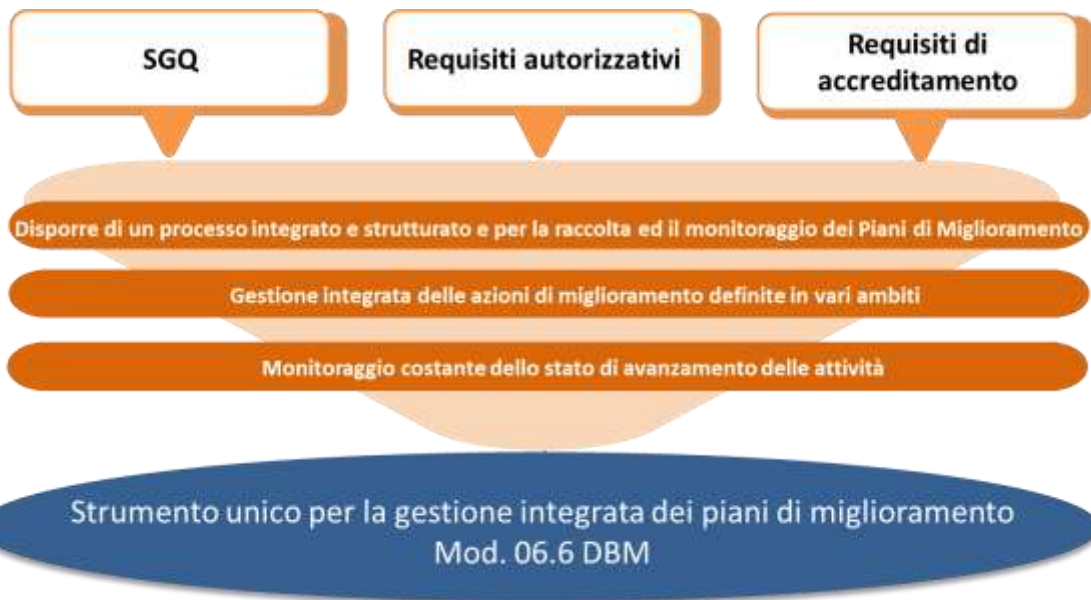 SGQ
Requisiti autorizzativi
Requisiti di
accreditamento
Disporre di un processo integrato e strutturato e per la raccolta ed il monitoraggio dei Piani di Miglioramento
Gestione integrata delle azioni di miglioramento definite in vari ambiti
Monitoraggio costante dello stato di avanzamento delle attività
Strumento unico per la gestione integrata dei piani di miglioramento
Mod. 06.6 DBM